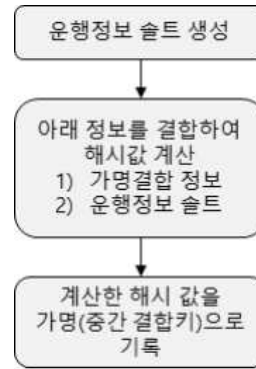 운행정보 솔트 생성
아래 정보를 결합하여
해시값 계산
1) 가명결합 정보
2) 운행정보 솔트
계산한 해시 값을
가명(중간 결합키)으로
기록